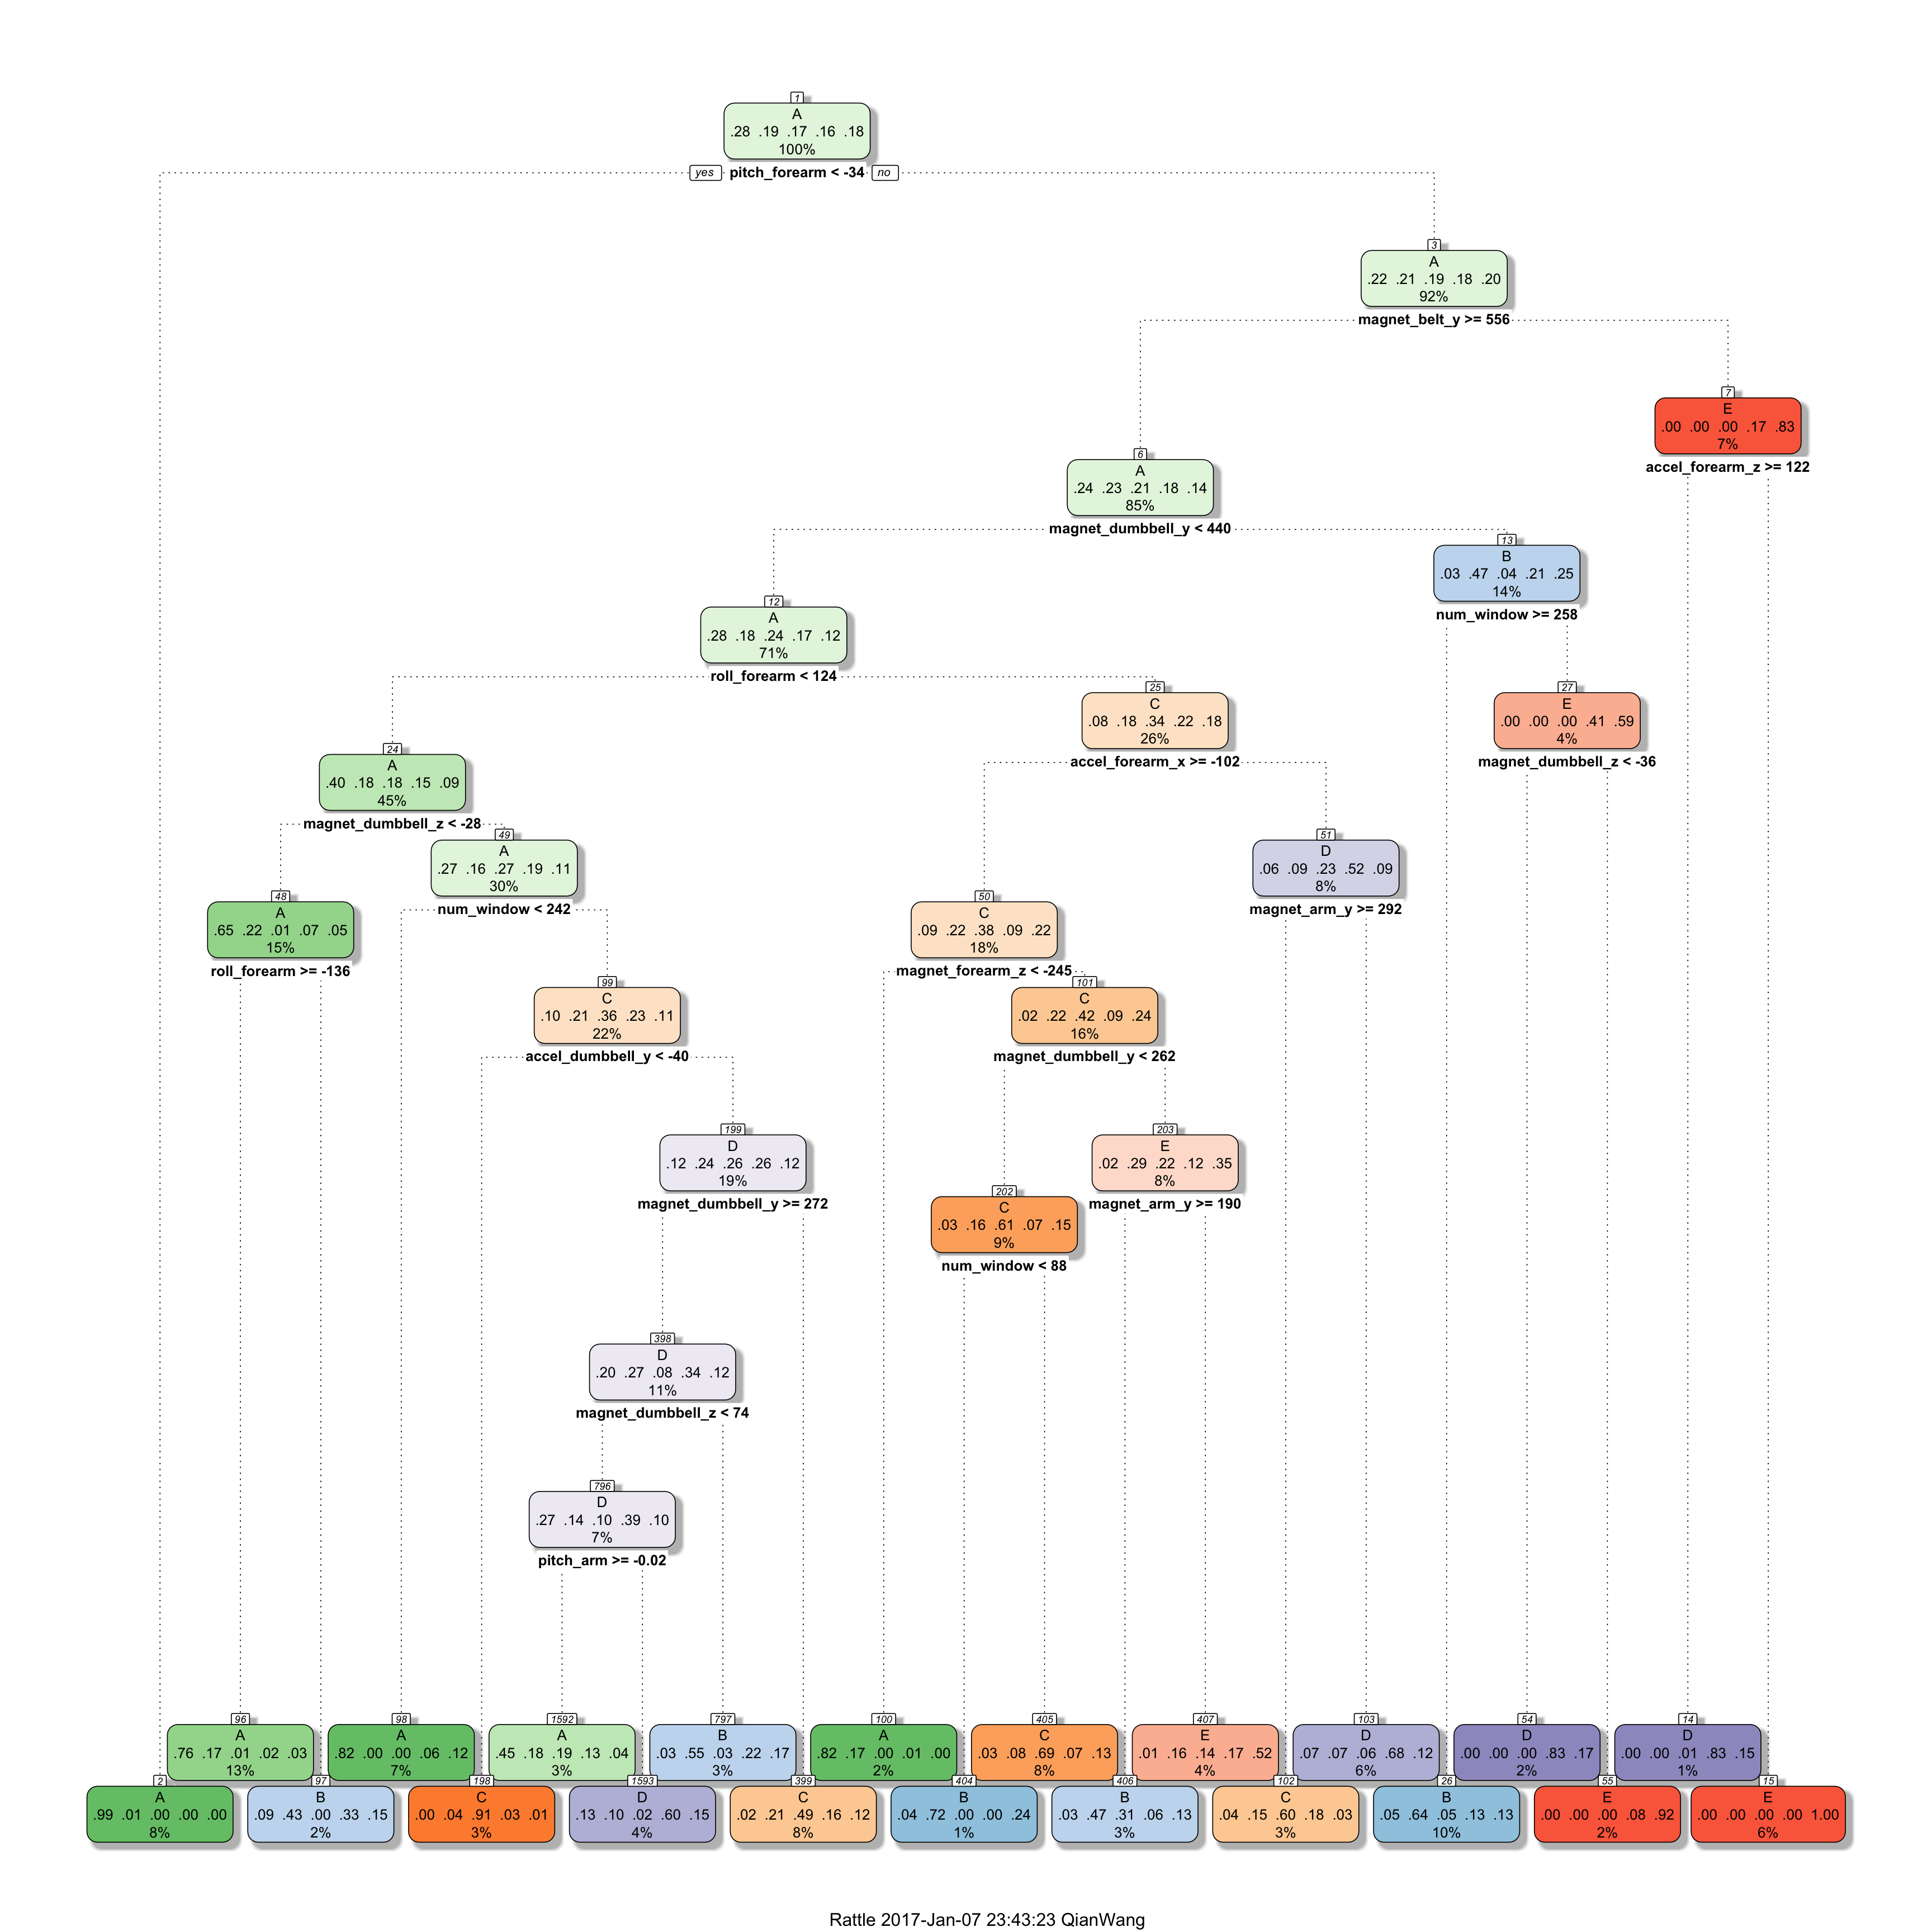 1
A
.28 .19 .17 .16 .18
100%
yes pitch_forearm < -34 no
3
A
.22 .21 .19 .18 .20
92%
magnet_belt_y >= 556
7
E
.00 .00 .00 .17 .83
7%
accel_forearm_z >= 122
6
A
.24 .23 .21 .18 .14
85%
magnet_dumbbell_y < 440
13
B
.03 .47 .04 .21 .25
14%
num_window >= 258
12
A
.28 .18 .24 .17 .12
71%
roll_forearm < 124
25
C
.08 .18 .34 .22 .18
26%
accel_forearm_x >= -102
27
E
.00 .00 .00 .41 .59
4%
magnet_dumbbell_z < -36
24
A
.40 .18 .18 .15 .09
45%
magnet_dumbbell_z < -28
49
A
.27 .16 .27 .19 .11
30%
num_window < 242
51
D
.06 .09 .23 .52 .09
8%
magnet_arm_y >= 292
48
A
.65 .22 .01 .07 .05
15%
roll_forearm >= -136
50
C
.09 .22 .38 .09 .22
18%
magnet_forearm_z < -245
99
C
.10 .21 .36 .23 .11
22%
accel_dumbbell_y < -40
101
C
.02 .22 .42 .09 .24
16%
magnet_dumbbell_y < 262
199
D
.12 .24 .26 .26 .12
19%
magnet_dumbbell_y >= 272
203
E
.02 .29 .22 .12 .35
8%
magnet_arm_y >= 190
202
C
.03 .16 .61 .07 .15
9%
num_window < 88
398
D
.20 .27 .08 .34 .12
11%
magnet_dumbbell_z < 74
796
D
.27 .14 .10 .39 .10
7%
pitch_arm >= -0.02
96
A
.76 .17 .01 .02 .03
13%
98
A
.82 .00 .00 .06 .12
7%
1592
A
.45 .18 .19 .13 .04
3%
797
B
.03 .55 .03 .22 .17
3%
100
A
.82 .17 .00 .01 .00
2%
405
C
.03 .08 .69 .07 .13
8%
407
E
.01 .16 .14 .17 .52
4%
103
D
.07 .07 .06 .68 .12
6%
54
D
.00 .00 .00 .83 .17
2%
14
D
.00 .00 .01 .83 .15
1%
2
A
.99 .01 .00 .00 .00
8%
97
B
.09 .43 .00 .33 .15
2%
198
C
.00 .04 .91 .03 .01
3%
1593
D
.13 .10 .02 .60 .15
4%
399
C
.02 .21 .49 .16 .12
8%
404
B
.04 .72 .00 .00 .24
1%
406
B
.03 .47 .31 .06 .13
3%
102
C
.04 .15 .60 .18 .03
3%
26
B
.05 .64 .05 .13 .13
10%
55
E
.00 .00 .00 .08 .92
2%
15
E
.00 .00 .00 .00 1.00
6%
Rattle 2017-Jan-07 23:43:23 QianWang